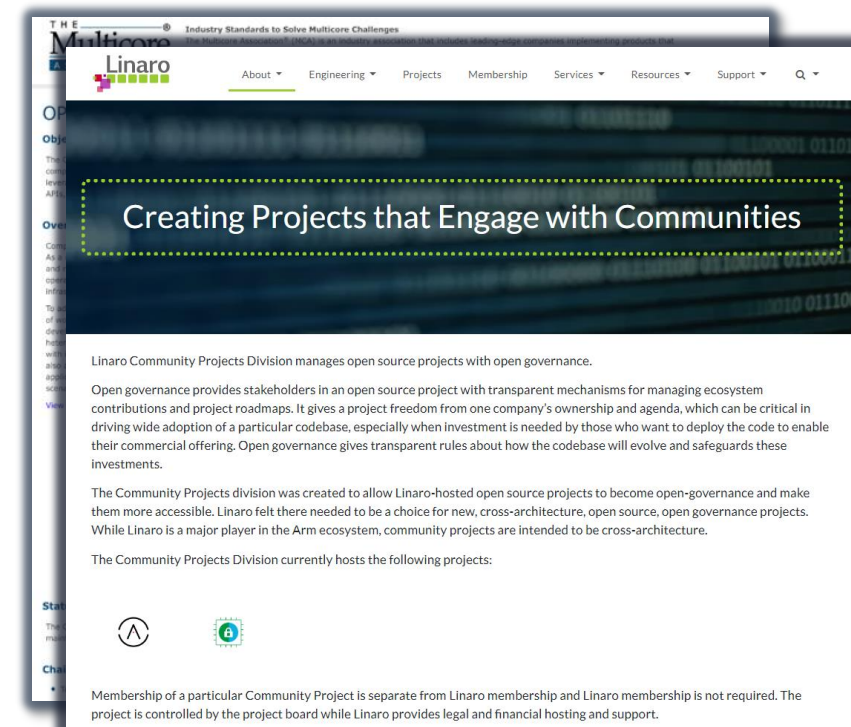 THE
Multicore
Industry Standards to Solve Multicore Challenges
The Multicore Association® (MCA) is an industry association that includes leading-edge companies implementing products that
Linaro
About
Engineering
Projects
Membership
Services
Resources
Support
Creating Projects that Engage with Communities
Linaro Community Projects Division manages open source projects with open governance.
Open governance provides stakeholders in an open source project with transparent mechanisms for managing ecosystem
contributions and project roadmaps. It gives a project freedom from one company's ownership and agenda, which can be critical in
driving wide adoption of a particular codebase, especially when investment is needed by those who want to deploy the code to enable
their commercial offering. Open governance gives transparent rules about how the codebase will evolve and safeguards these
investments.
The Community Projects division was created to allow Linaro-hosted open source projects to become open-governance and make
them more accessible. Linaro felt there needed to be a choice for new, cross-architecture, open source, open governance projects.
While Linaro is a major player in the Arm ecosystem, community projects are intended to be cross-architecture.
The Community Projects Division currently hosts the following projects:
Membership of a particular Community Project is separate from Linaro membership and Linaro membership is not required. The
project is controlled by the project board while Linaro provides legal and financial hosting and support.